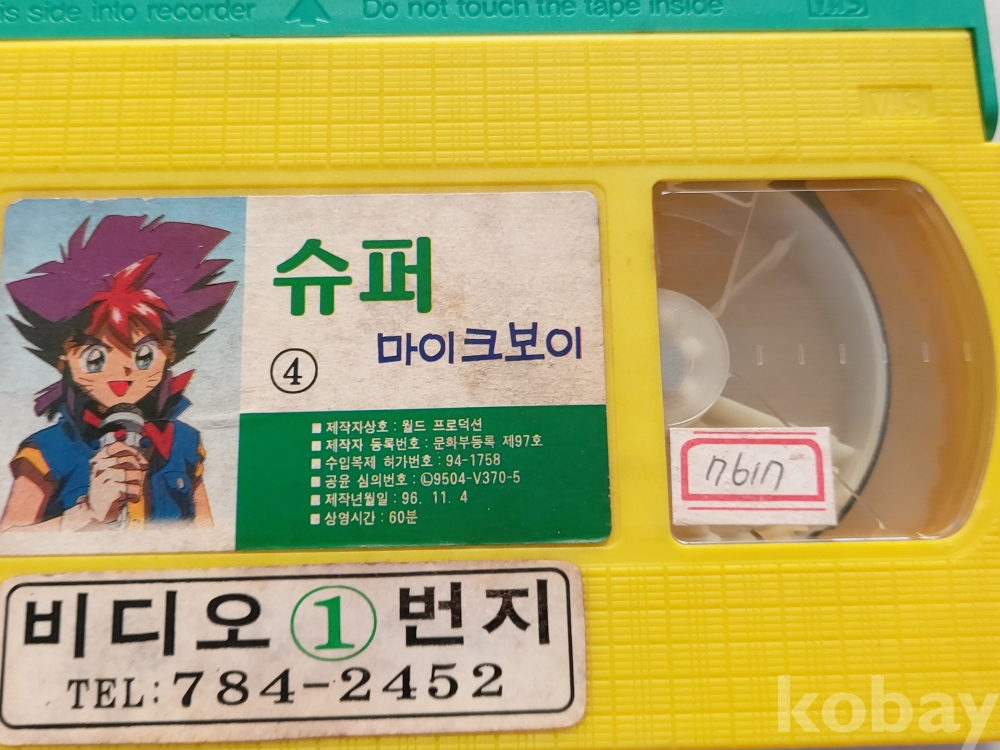 is side into recorder Do not touch the tape inside VHS
VHS
슈퍼
마이크보이
④
■ 제작자상호 : 월드 프로덕션
■ 제작자 등록번호 : 문화부등록 제97호
■ 수입복제 허가번호 : 94-1758
■ 공윤 심의번호 : ⓒ9504-V370-5
■ 제작년월일 : 96. 11. 4
■ 상영시간 : 60분
비디오 ① 번지
TEL: 784-2452
kobay